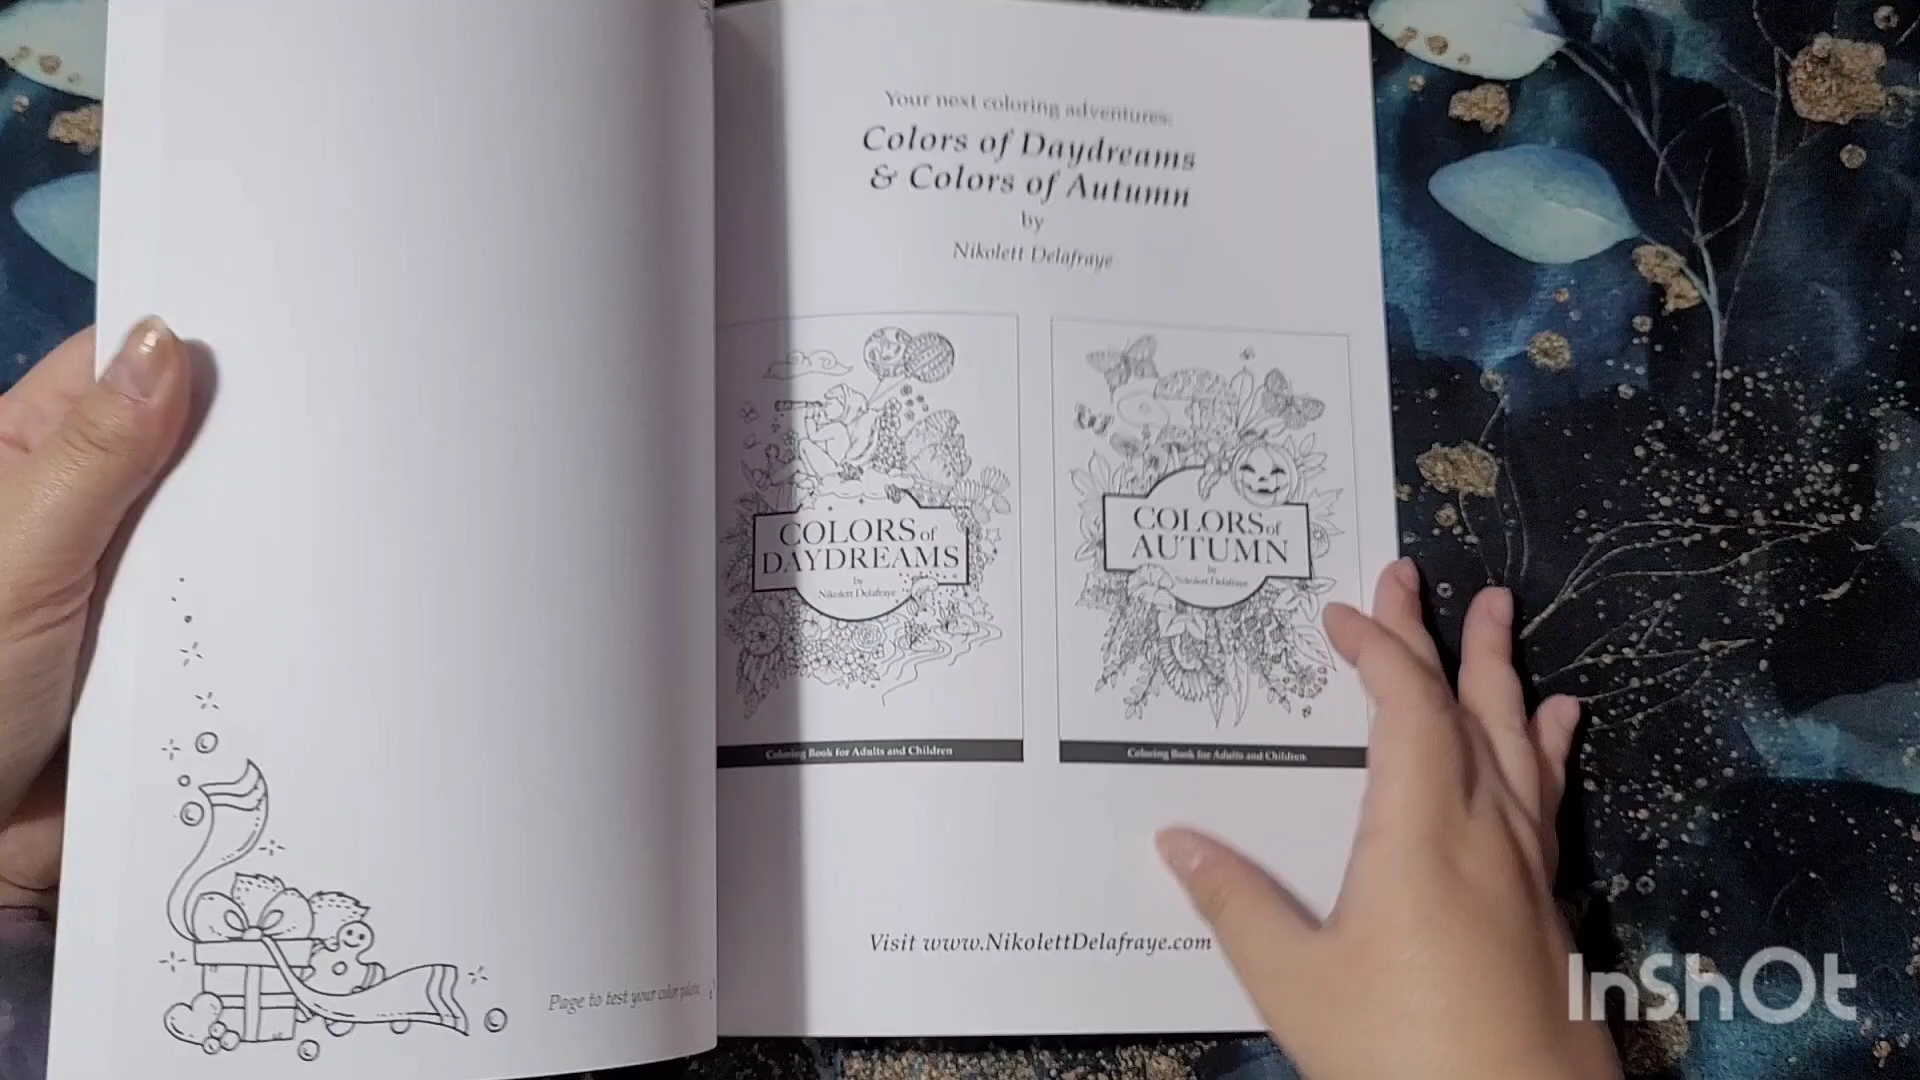 Page to test your color palette
Your next coloring adventures:
Colors of Daydreams
& Colors of Autumn
by
Nikolett Delafraye
COLORS of
DAYDREAMS
by
Nikolett Delafraye
Coloring Book for Adults and Children
COLORS of
AUTUMN
by
Nikolett Delafraye
Coloring Book for Adults and Children
Visit www.NikolettDelafraye.com
InShOt